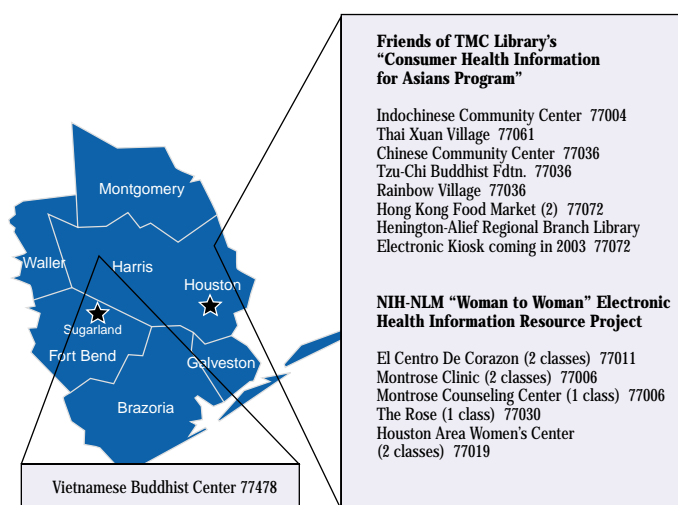 Friends of TMC Library's
“Consumer Health Information
for Asians Program”
Indochinese Community Center 77004
Thai Xuan Village 77061
Chinese Community Center 77036
Tzu-Chi Buddhist Fdtn. 77036
Rainbow Village 77036
Hong Kong Food Market (2) 77072
Henington-Alief Regional Branch Library
Electronic Kiosk coming in 2003 77072
NIH-NLM “Woman to Woman” Electronic
Health Information Resource Project
El Centro De Corazon (2 classes) 77011
Montrose Clinic (2 classes) 77006
Montrose Counseling Center (1 class) 77006
The Rose (1 class) 77030
Houston Area Women's Center
(2 classes) 77019
Montgomery
Waller
Harris
Houston
Sugarland
Fort Bend
Galveston
Brazoria
Vietnamese Buddhist Center 77478